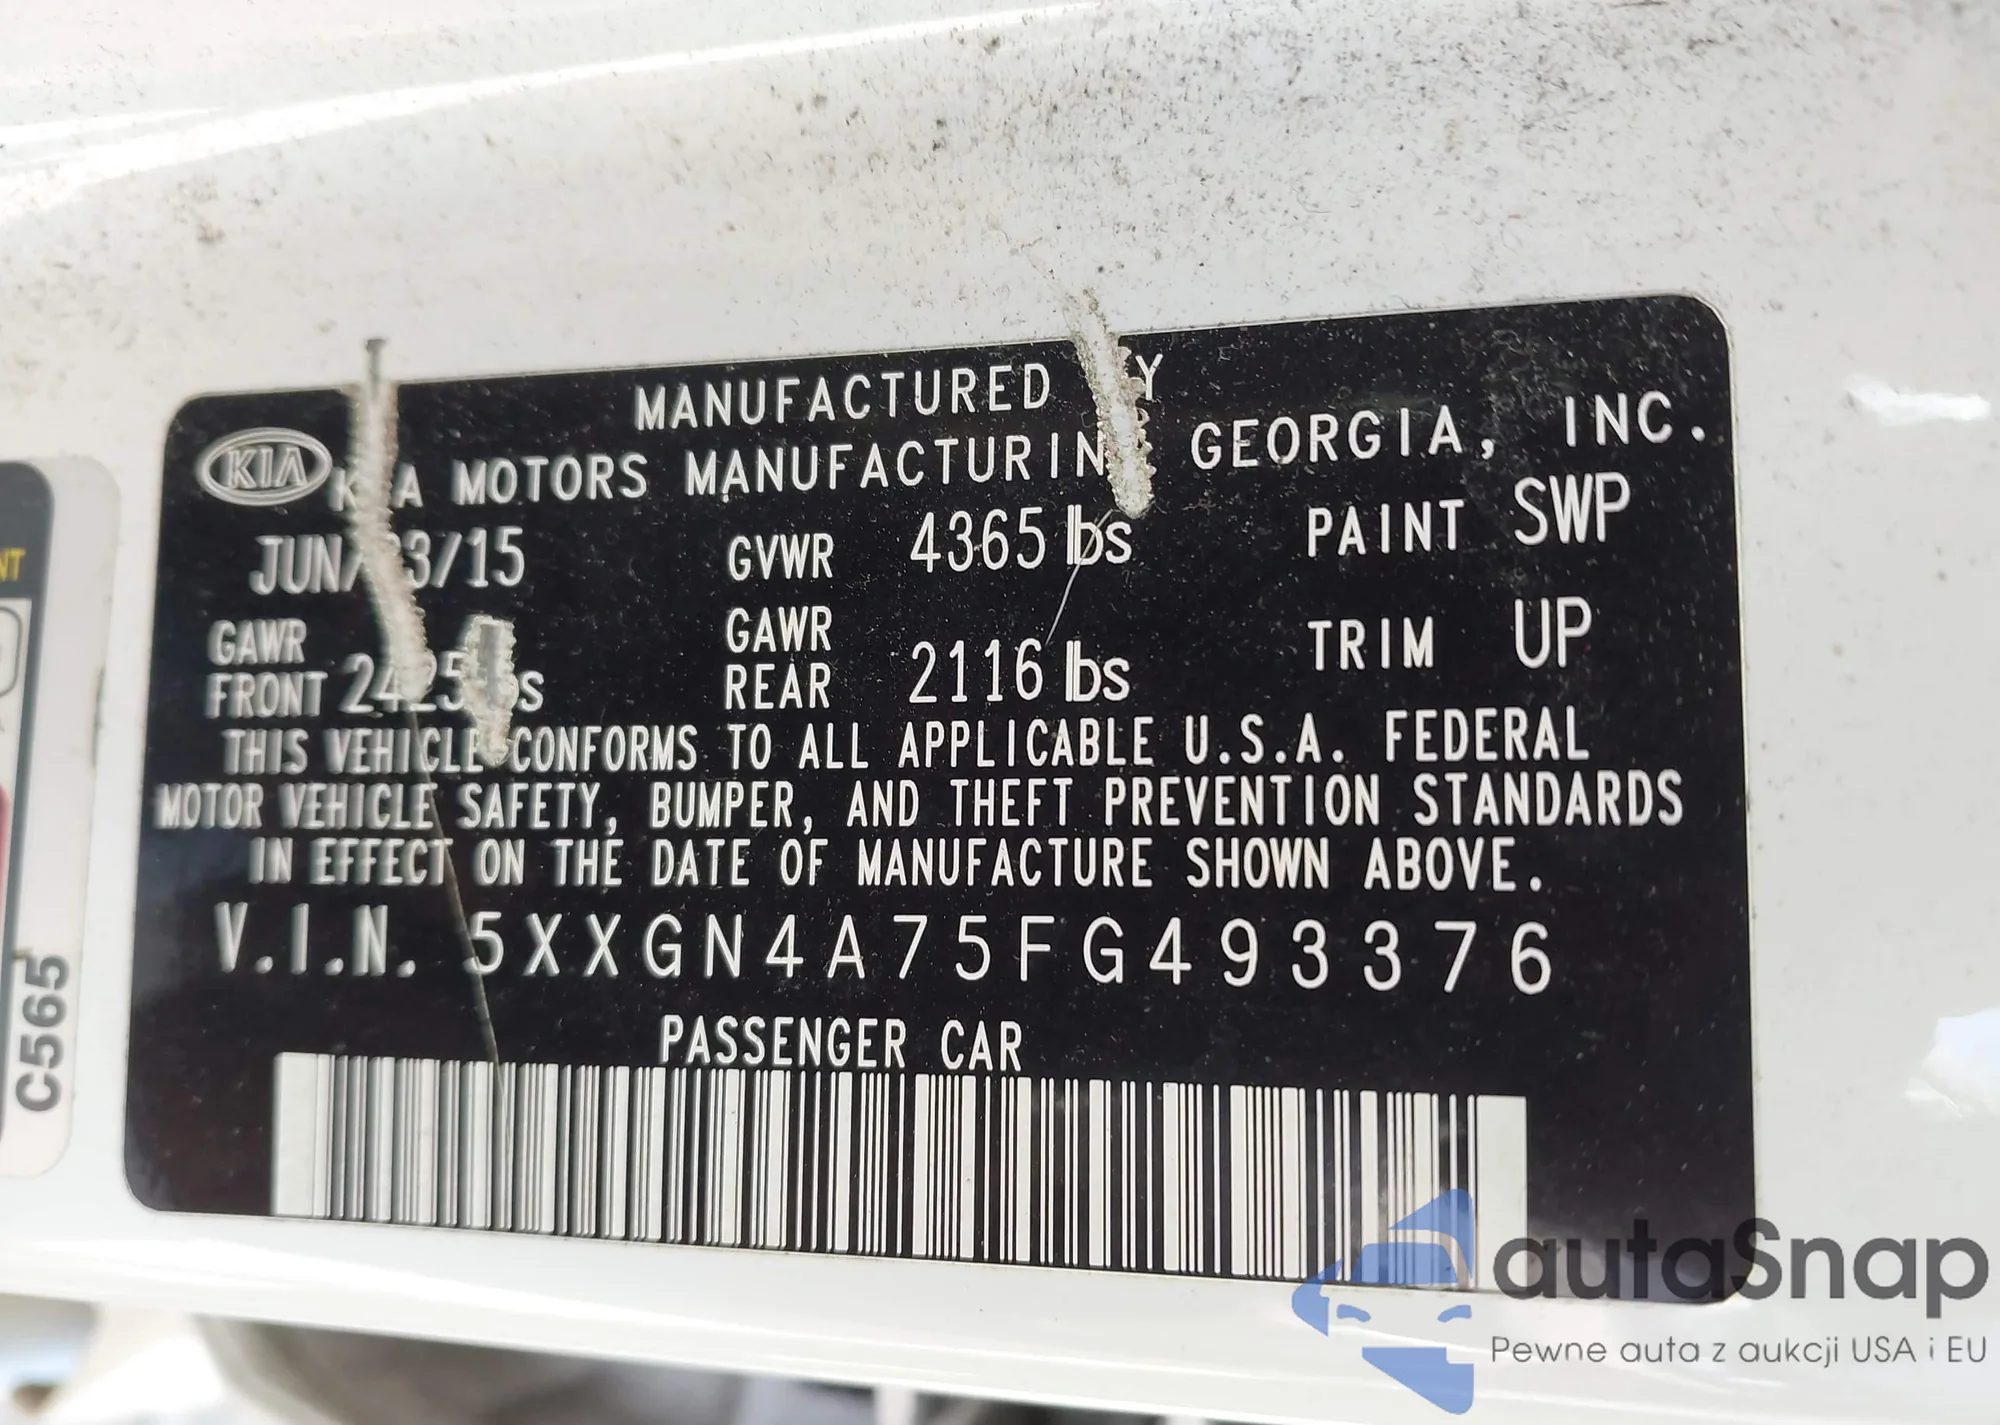 MANUFACTURED
KIA
KIA MOTORS MANUFACTURING GEORGIA, INC.
GVWR 4365 lbs PAINT SWP
GAWR FRONT GAWR REAR 2116 lbs TRIM UP
THIS VEHICLE CONFORMS TO ALL APPLICABLE U.S.A. FEDERAL
MOTOR VEHICLE SAFETY, BUMPER, AND THEFT PREVENTION STANDARDS
IN EFFECT ON THE DATE OF MANUFACTURE SHOWN ABOVE.
V.I.N. 5XXGN4A75FG493376
PASSENGER CAR
C565
autaSnap
Pewne auta z aukcji USA i EU